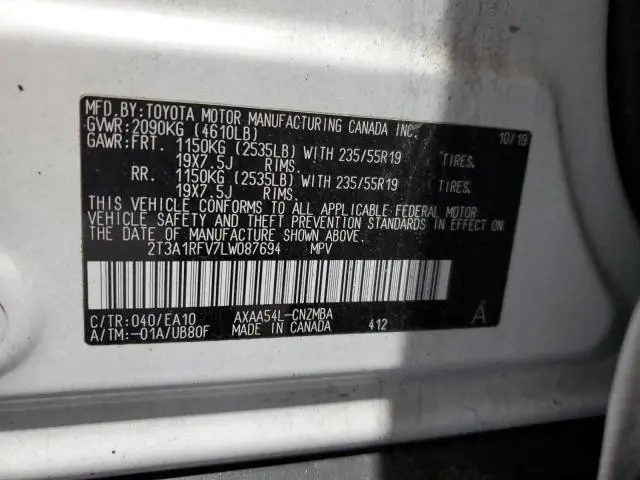 MFD.BY:TOYOTA MOTOR MANUFACTURING CANADA INC.
GVWR:2090KG (4610LB) 10/19
GAWR:FRT. 1150KG (2535LB) WITH 235/55R19 TIRES,
19X7.5J RIMS.
RR. 1150KG (2535LB) WITH 235/55R19 TIRES,
19X7.5J RIMS.
THIS VEHICLE CONFORMS TO ALL APPLICABLE FEDERAL MOTOR
VEHICLE SAFETY AND THEFT PREVENTION STANDARDS IN EFFECT ON
THE DATE OF MANUFACTURE SHOWN ABOVE.
2T3A1RFV7LW087694 MPV
C/TR:040/EA10 AXAA54L-CNZMBA A
A/TM:-01A/UB80F MADE IN CANADA 412